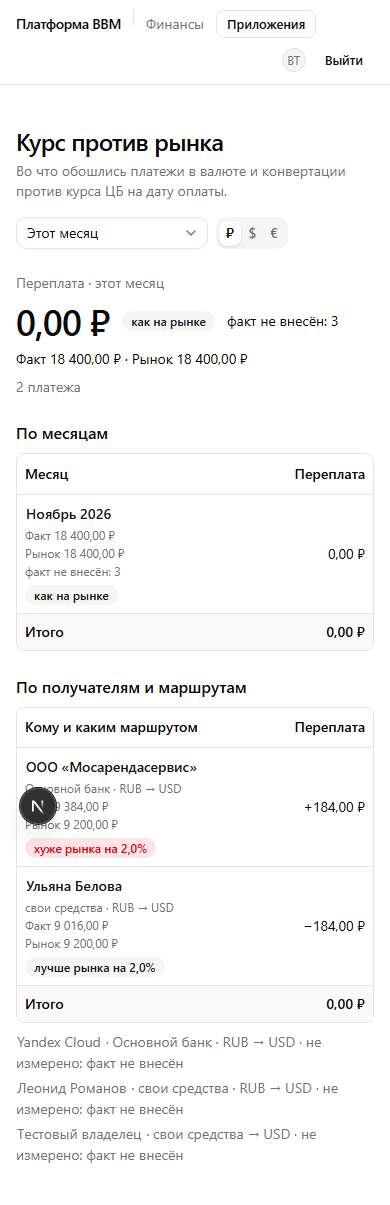 Платформа BBM
Финансы
Приложения
ВТ
Выйти
Курс против рынка
Во что обошлись платежи в валюте и конвертации
против курса ЦБ на дату оплаты.
Этот месяц
₽ $ €
Переплата · этот месяц
0,00 ₽ как на рынке факт не внесён: 3
Факт 18 400,00 ₽ · Рынок 18 400,00 ₽
2 платежа
По месяцам
Месяц Переплата
Ноябрь 2026
Факт 18 400,00 ₽
Рынок 18 400,00 ₽
0,00 ₽
факт не внесён: 3
как на рынке
Итого 0,00 ₽
По получателям и маршрутам
Кому и каким маршрутом Переплата
ООО «Мосарендасервис»
Основной банк · RUB → USD
9 384,00 ₽
+184,00 ₽
Рынок 9 200,00 ₽
хуже рынка на 2,0%
Ульяна Белова
свои средства · RUB → USD
Факт 9 016,00 ₽
−184,00 ₽
Рынок 9 200,00 ₽
лучше рынка на 2,0%
Итого 0,00 ₽
Yandex Cloud · Основной банк · RUB → USD · не
измерено: факт не внесён
Леонид Романов · свои средства · RUB → USD · не
измерено: факт не внесён
Тестовый владелец · свои средства → USD · не
измерено: факт не внесён